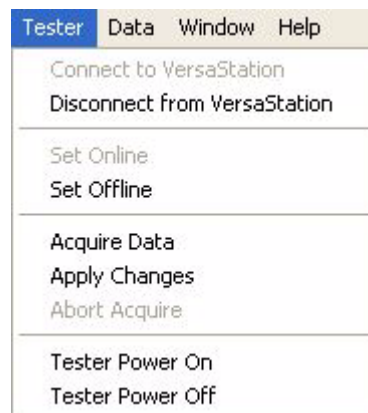 Tester Data Window Help
Connect to VersaStation
Disconnect from VersaStation
Set Online
Set Offline
Acquire Data
Apply Changes
Abort Acquire
Tester Power On
Tester Power Off